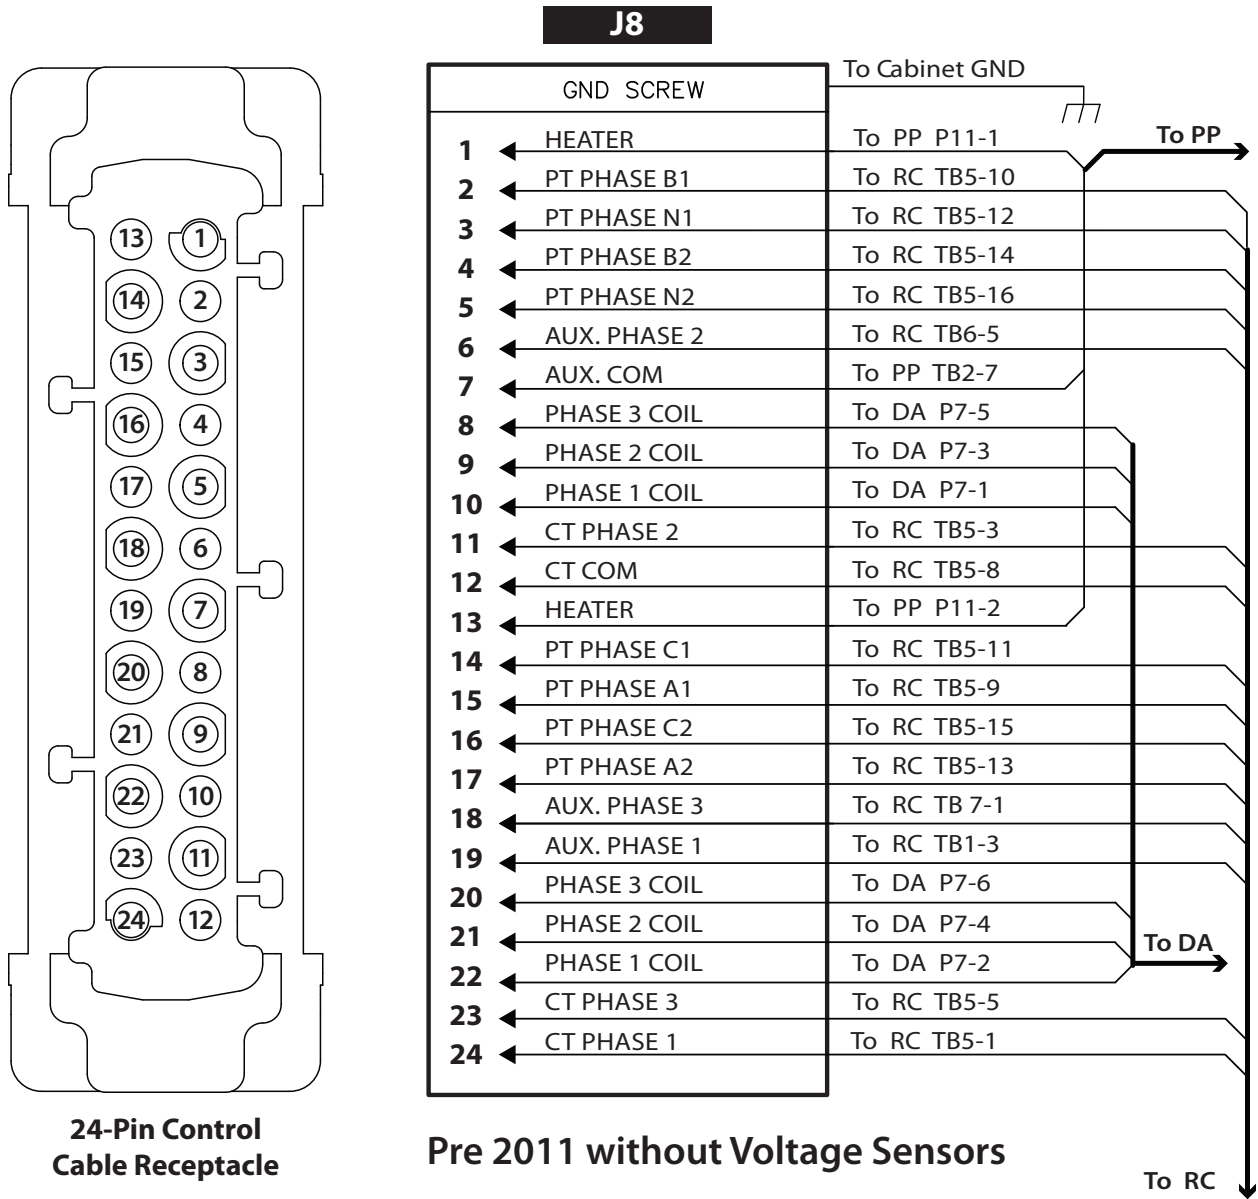 J8
To Cabinet GND
GND SCREW
To PP
1 HEATER To PP P11-1
2 PT PHASE B1 To RC TB5-10
3 PT PHASE N1 To RC TB5-12
4 PT PHASE B2 To RC TB5-14
5 PT PHASE N2 To RC TB5-16
6 AUX. PHASE 2 To RC TB6-5
7 AUX. COM To PP TB2-7
8 PHASE 3 COIL To DA P7-5
9 PHASE 2 COIL To DA P7-3
10 PHASE 1 COIL To DA P7-1
11 CT PHASE 2 To RC TB5-3
12 CT COM To RC TB5-8
13 HEATER To PP P11-2
14 PT PHASE C1 To RC TB5-11
15 PT PHASE A1 To RC TB5-9
16 PT PHASE C2 To RC TB5-15
17 PT PHASE A2 To RC TB5-13
18 AUX. PHASE 3 To RC TB 7-1
19 AUX. PHASE 1 To RC TB1-3
20 PHASE 3 COIL To DA P7-6
21 PHASE 2 COIL To DA P7-4
To DA
22 PHASE 1 COIL To DA P7-2
23 CT PHASE 3 To RC TB5-5
24 CT PHASE 1 To RC TB5-1
13 1
14 2
15 3
16 4
17 5
18 6
19 7
20 8
21 9
22 10
23 11
24 12
24-Pin Control
Cable Receptacle
Pre 2011 without Voltage Sensors
To RC